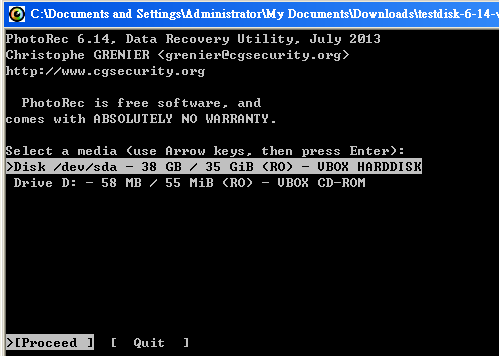 C:\Documents and Settings\Administrator\My Documents\Downloads\testdisk-6-14-
PhotoRec 6.14, Data Recovery Utility, July 2013
Christophe GRENIER <grenier@cgsecurity.org>
http://www.cgsecurity.org
PhotoRec is free software, and
comes with ABSOLUTELY NO WARRANTY.
Select a media (use Arrow keys, then press Enter):
>Disk /dev/sda - 38 GB / 35 GiB (RO) - VBOX HARDDISK
Drive D: - 58 MB / 55 MiB (RO) - VBOX CD-ROM
>[Proceed ]  [  Quit  ]